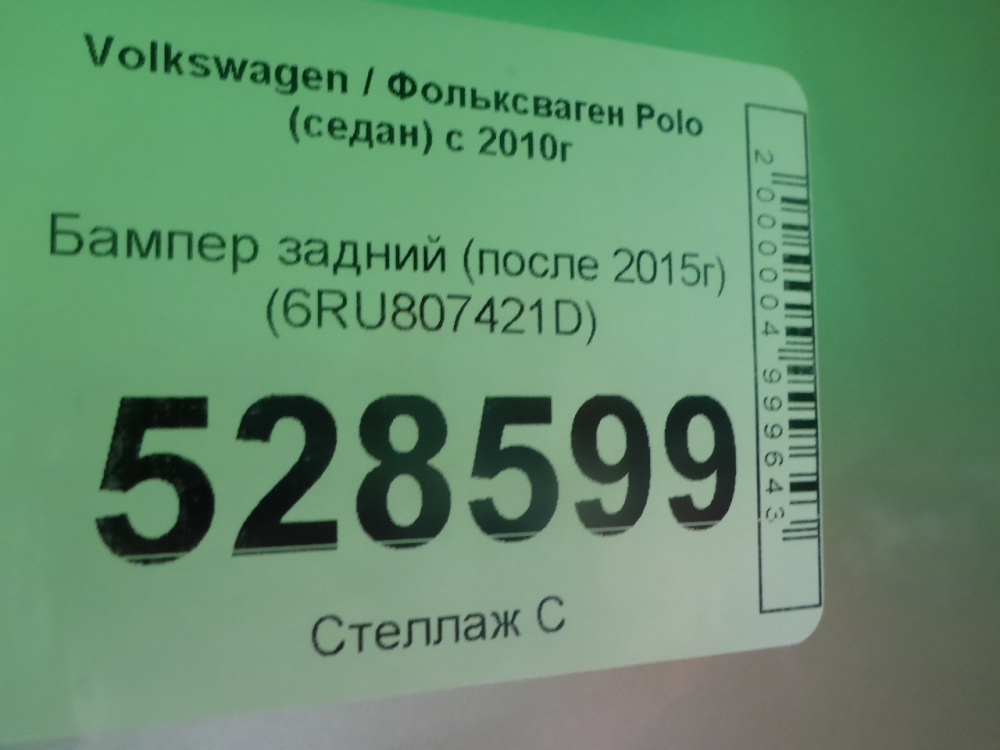 Volkswagen / Фольксваген Polo
(седан) с 2010г
Бампер задний (после 2015г)
(6RU807421D)
528599
Стеллаж С
2000004999643